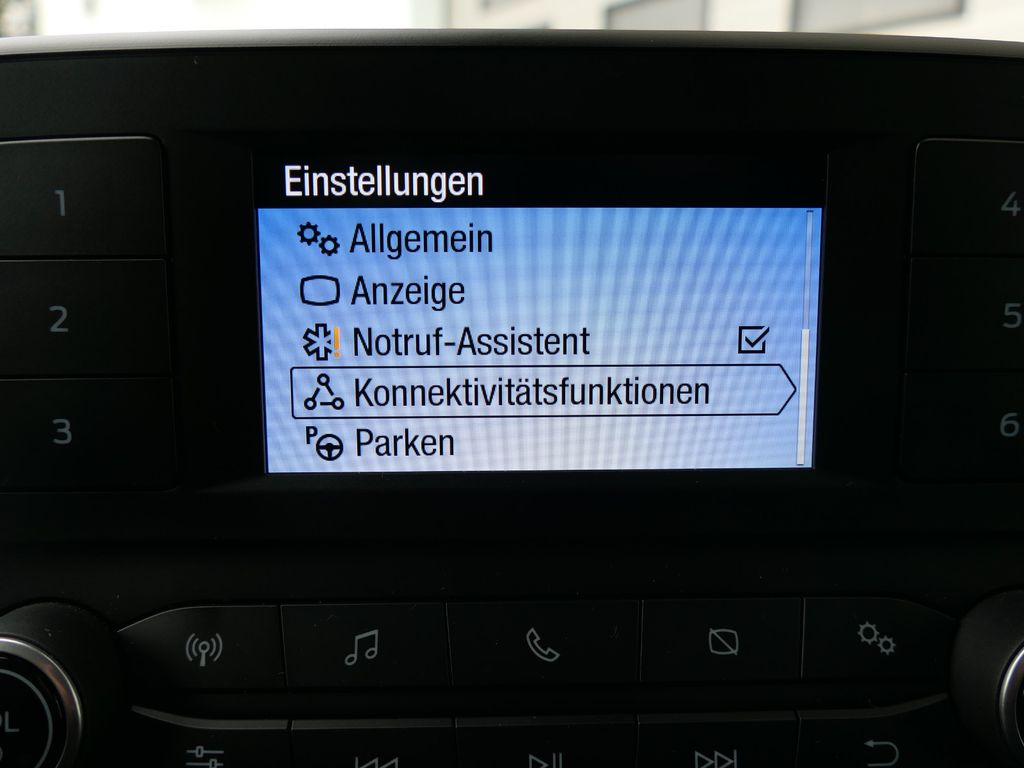 Einstellungen
Allgemein
Anzeige
Notruf-Assistent
Konnektivitätsfunktionen
P Parken
1
2
3
4
5
6